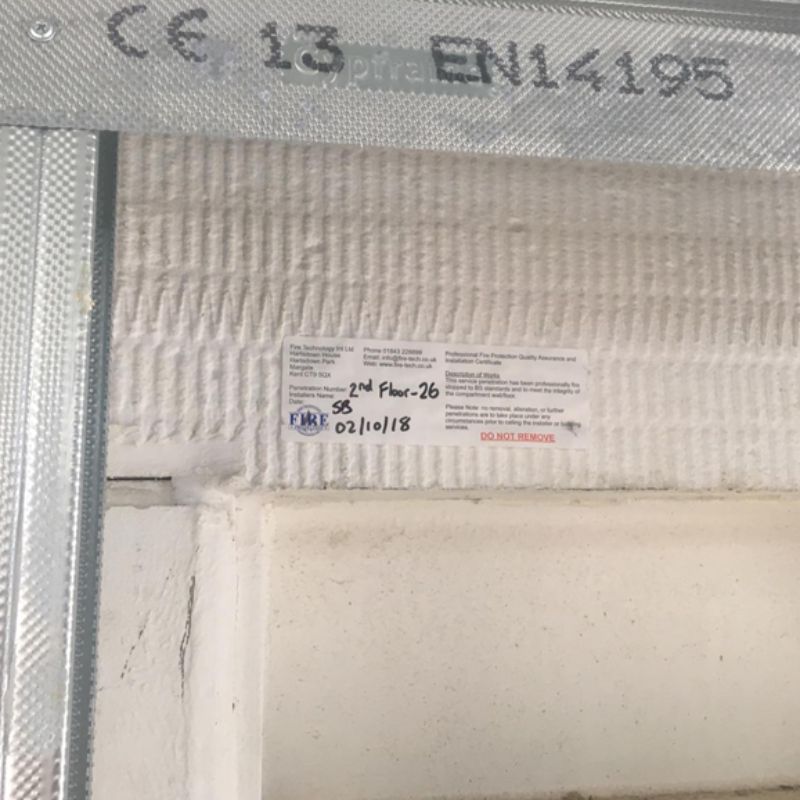 CE 13 Gypframe EN14195
Fire Technology Int Ltd
Hartsdown House
Hartsdown Park
Margate
Kent CT9 5QX
Phone 01843
Email: info@fire-tech.co.uk
Web: www.fire-tech.co.uk
Professional Fire Protection Quality Assurance and
Installation Certificate
Penetration Number: 2nd Floor-26
Installers Name: SB
Date: 02/10/18
FIRE
Description of Works
This service penetration has been professionally fire
stopped to BS standards and to meet the integrity of
the compartment wall/floor.
Please Note: no removal, alteration, or further
penetrations are to take place under any
circumstances prior to calling the installer or building
services.
DO NOT REMOVE